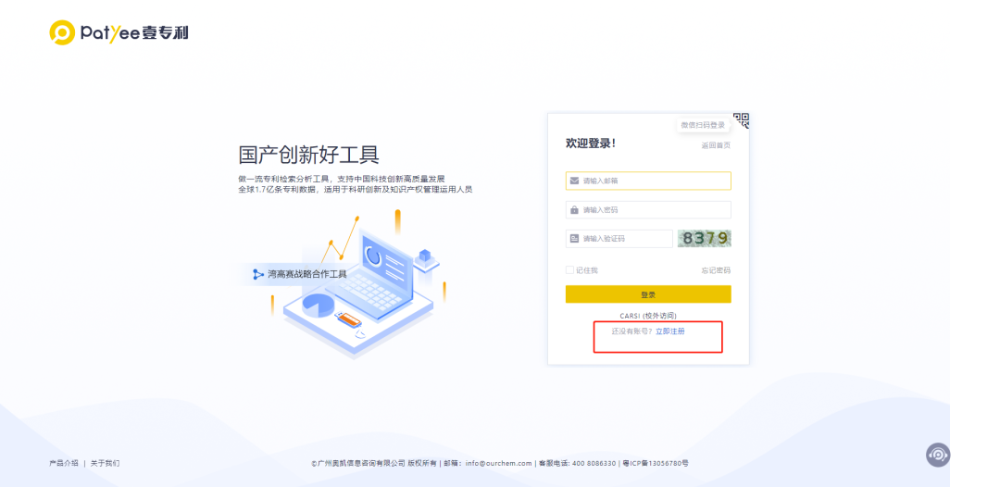 Patyee壹专利
微信扫码登录
欢迎登录!
返回首页
国产创新好工具
做一流专利检索分析工具，支持中国科技创新高质量发展
全球1.7亿条专利数据，适用于科研创新及知识产权管理运用人员
请输入邮箱
请输入密码
请输入验证码
8379
湾高赛战略合作工具
记住我
忘记密码
登录
CARSI (校外访问)
还没有账号? 立即注册
产品介绍 | 关于我们
©广州奥凯信息咨询有限公司 版权所有 | 邮箱：info@ourchem.com | 客服电话: 400 8086330 | 粤ICP备13056780号